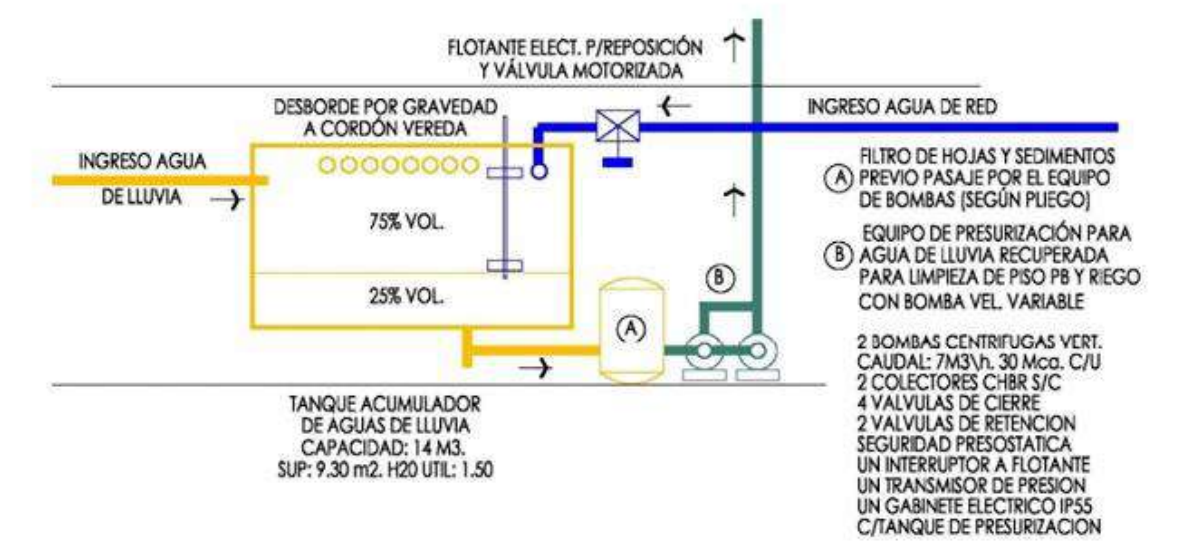 FLOTANTE ELECT. P/REPOSICIÓN
Y VÁLVULA MOTORIZADA
DESBORDE POR GRAVEDAD
A CORDÓN VEREDA
INGRESO AGUA DE RED
INGRESO AGUA
DE LLUVIA
75% VOL.
25% VOL.
A
B
FILTRO DE HOJAS Y SEDIMENTOS
A PREVIO PASAJE POR EL EQUIPO
DE BOMBAS (SEGÚN PLIEGO)
EQUIPO DE PRESURIZACIÓN PARA
B AGUA DE LLUVIA RECUPERADA
PARA LIMPIEZA DE PISO PB Y RIEGO
CON BOMBA VEL. VARIABLE
2 BOMBAS CENTRIFUGAS VERT.
CAUDAL: 7M3\h. 30 Mca. C/U
2 COLECTORES CHBR S/C
4 VALVULAS DE CIERRE
2 VALVULAS DE RETENCION
SEGURIDAD PRESOSTATICA
UN INTERRUPTOR A FLOTANTE
UN TRANSMISOR DE PRESION
UN GABINETE ELECTRICO IP55
C/TANQUE DE PRESURIZACION
TANQUE ACUMULADOR
DE AGUAS DE LLUVIA
CAPACIDAD: 14 M3.
SUP: 9.30 m2. H20 UTIL: 1.50